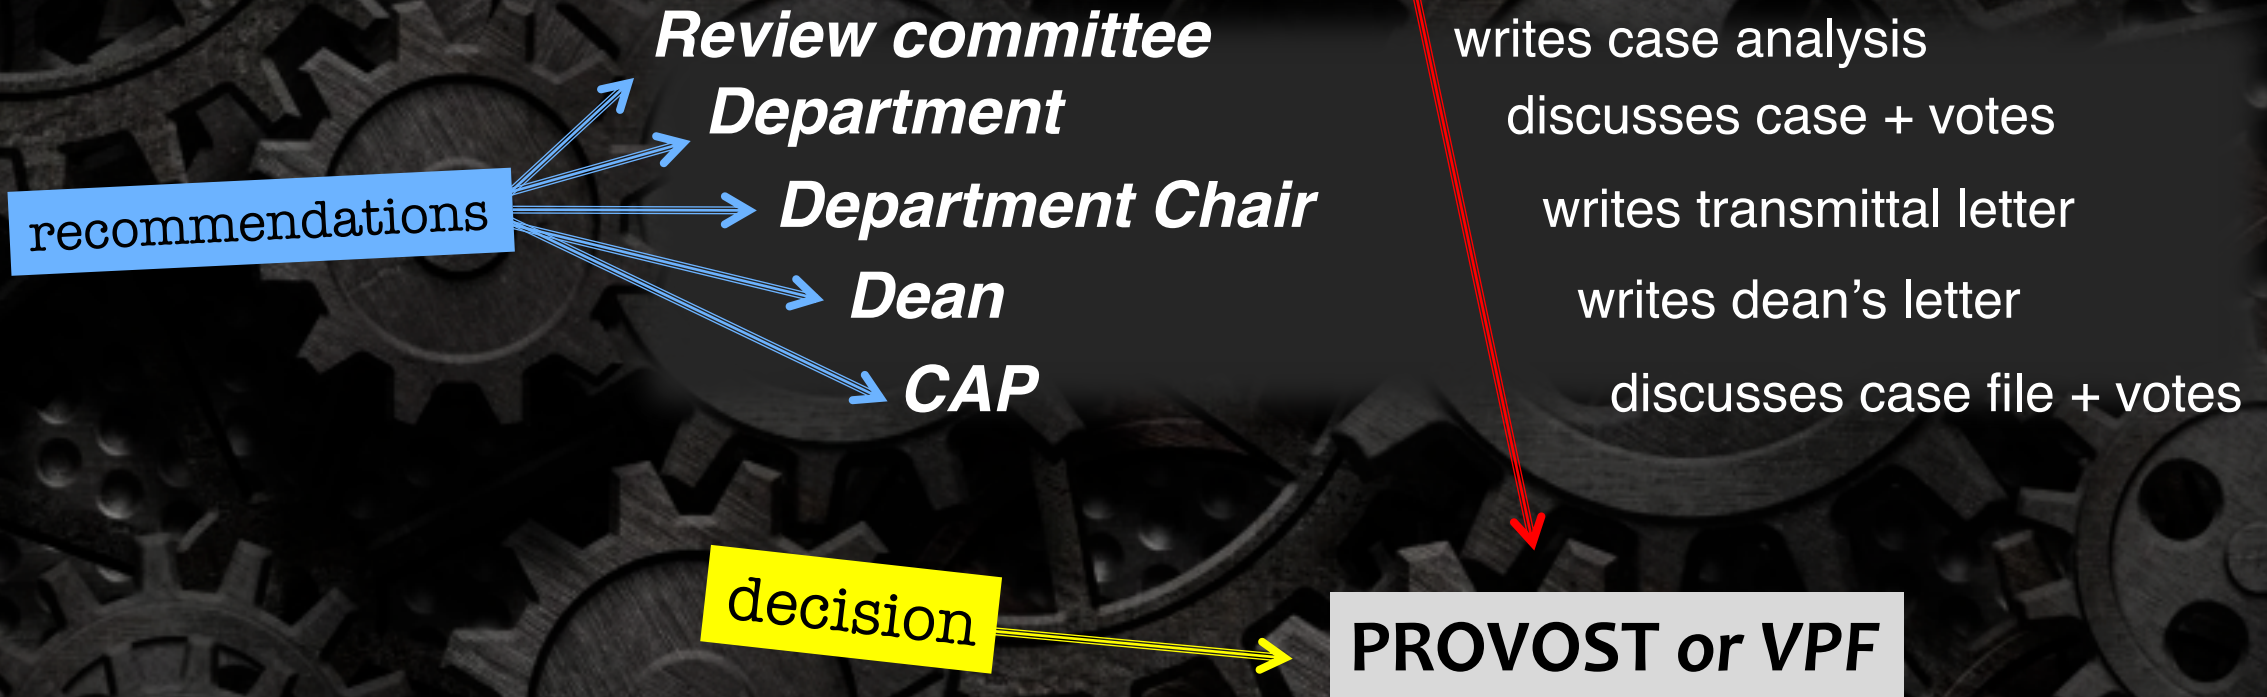 Review committee writes case analysis
Department discusses case + votes
recommendations
Department Chair writes transmittal letter
Dean writes dean’s letter
CAP discusses case file + votes
decision
PROVOST or VPF